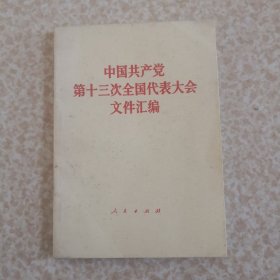 中国共产党
第十三次全国代表大会
文件汇编
人民出版社